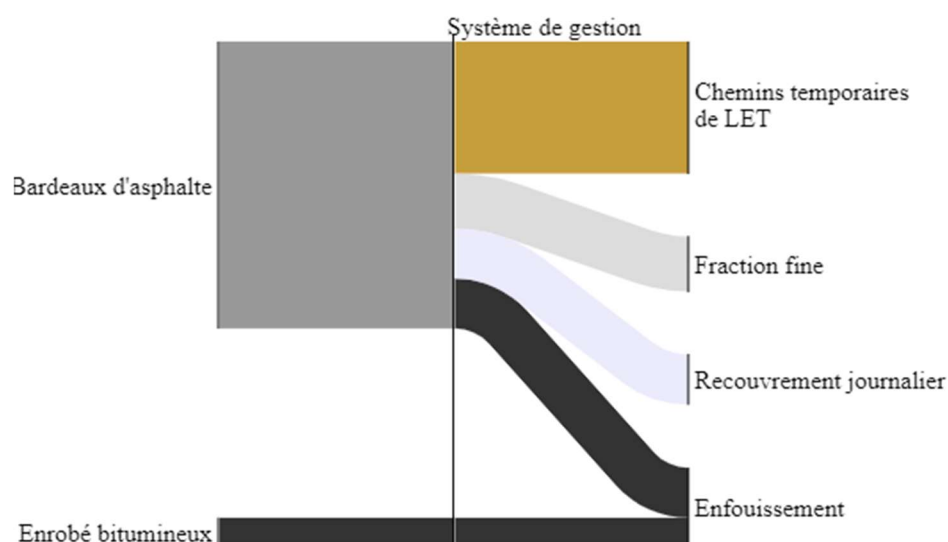 Système de gestion
Chemins temporaires
de LET
Bardeaux d'asphalte
Fraction fine
Recouvrement journalier
Enfouissement
Enrobé bitumineux